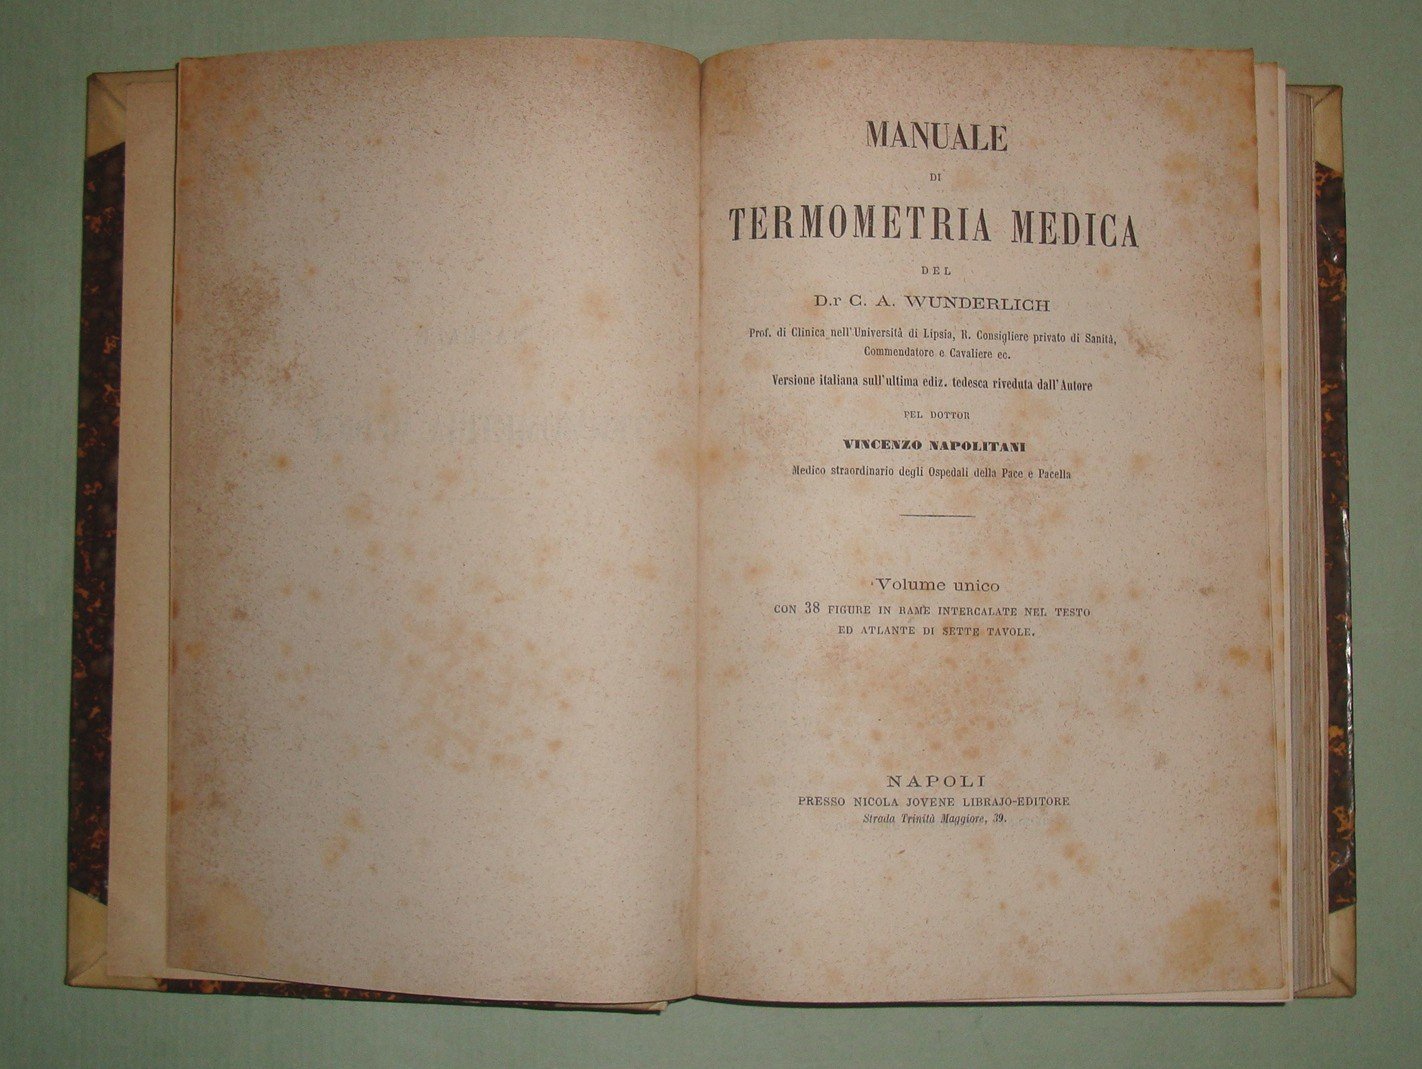 MANUALE
DI
TERMOMETRIA MEDICA
DEL
D.r C. A. WUNDERLICH
Prof. di Clinica nell'Università di Lipsia, R. Consigliere privato di Sanità,
Commendatore e Cavaliere ec.
Versione italiana sull'ultima ediz. tedesca riveduta dall'Autore
PEL DOTTOR
VINCENZO NAPOLITANI
Medico straordinario degli Ospedali della Pace e Pacella
Volume unico
CON 38 FIGURE IN RAME INTERCALATE NEL TESTO
ED ATLANTE DI SETTE TAVOLE.
NAPOLI
PRESSO NICOLA JOVENE LIBRAJO-EDITORE
Strada Trinità Maggiore, 39.